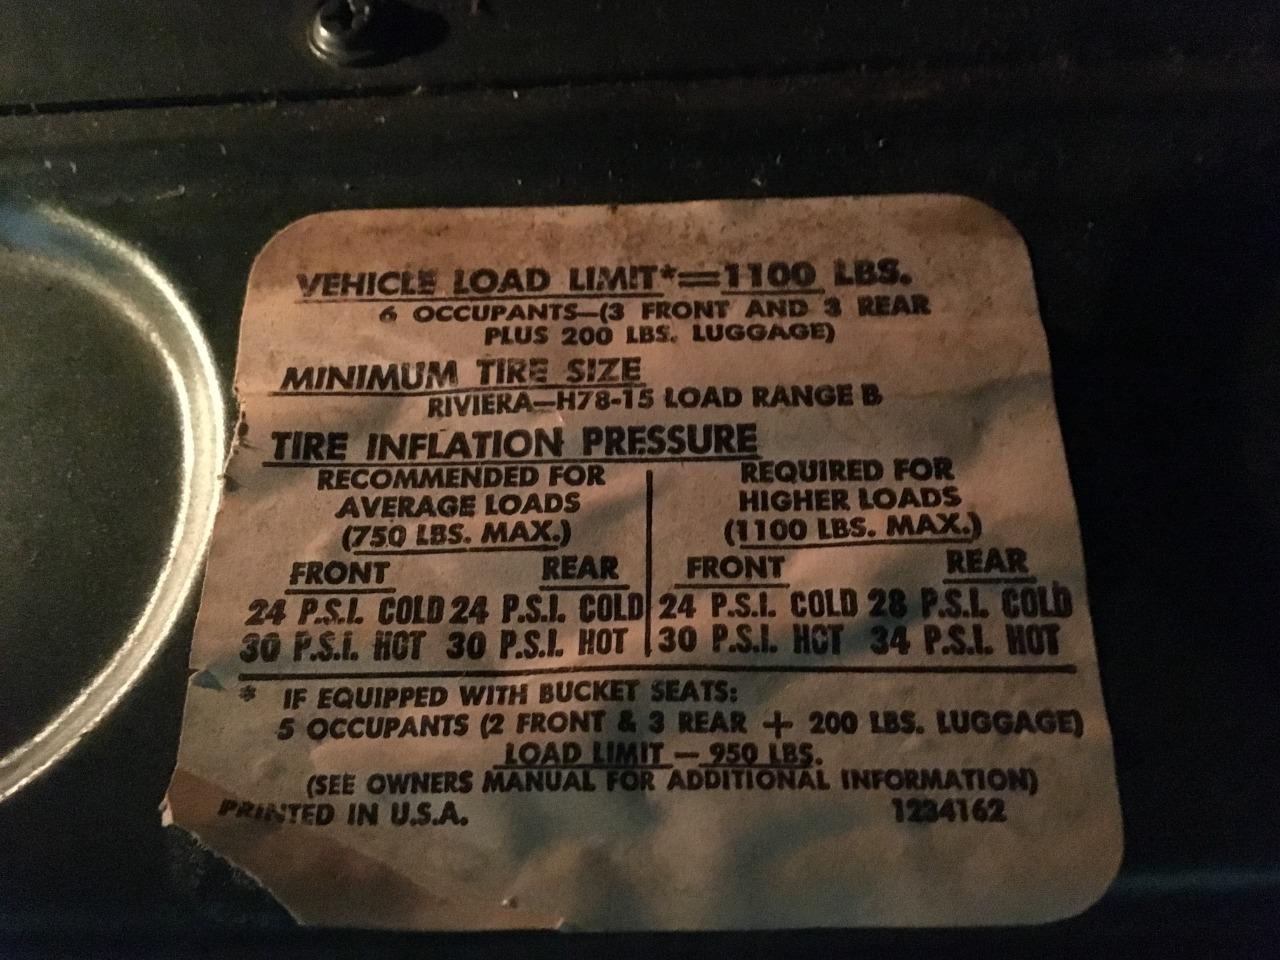 VEHICLE LOAD LIMIT*=1100 LBS.
6 OCCUPANTS—(3 FRONT AND 3 REAR
PLUS 200 LBS. LUGGAGE)
MINIMUM TIRE SIZE
RIVIERA—H78-15 LOAD RANGE B
TIRE INFLATION PRESSURE
RECOMMENDED FOR
AVERAGE LOADS
(750 LBS. MAX.)
FRONT REAR
24 P.S.I. COLD 24 P.S.I. COLD
30 P.S.I. HOT 30 P.S.I. HOT
REQUIRED FOR
HIGHER LOADS
(1100 LBS. MAX.)
FRONT REAR
24 P.S.I. COLD 28 P.S.I. COLD
30 P.S.I. HOT 34 P.S.I. HOT
* IF EQUIPPED WITH BUCKET SEATS:
5 OCCUPANTS (2 FRONT & 3 REAR + 200 LBS. LUGGAGE)
LOAD LIMIT — 950 LBS.
(SEE OWNERS MANUAL FOR ADDITIONAL INFORMATION)
PRINTED IN U.S.A. 1234162